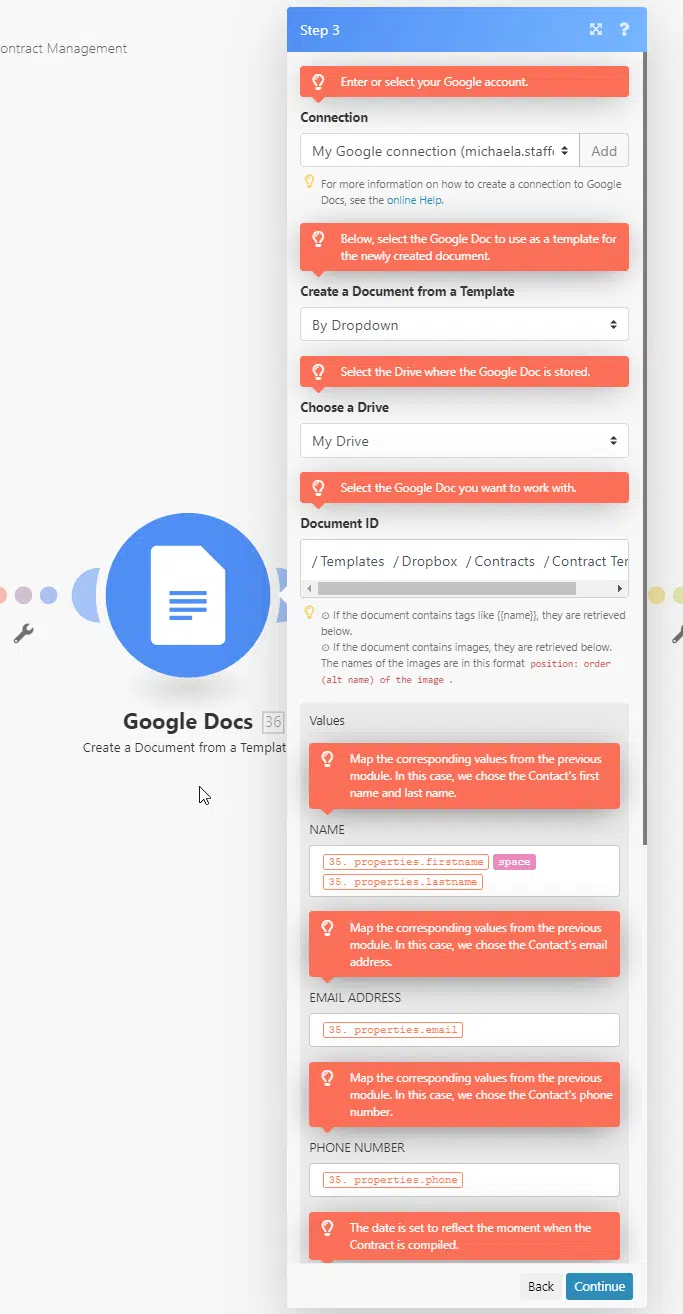 Step 3
?
ontract Management
Enter or select your Google account.
Connection
My Google connection (michaela.staff
Add
For more information on how to create a connection to Google
Docs, see the online Help.
Below, select the Google Doc to use as a template for
the newly created document.
Create a Document from a Template
By Dropdown
Select the Drive where the Google Doc is stored.
Choose a Drive
My Drive
Select the Google Doc you want to work with.
Document ID
/ Templates / Dropbox / Contracts / Contract Ter
⊙ If the document contains tags like {{name}}, they are retrieved
below.
⊙ If the document contains images, they are retrieved below.
The names of the images are in this format position: order
(alt name) of the image .
Google Docs 36
Create a Document from a Templat
Values
Map the corresponding values from the previous
module. In this case, we chose the Contact's first
name and last name.
NAME
35. properties.firstname space
35. properties.lastname
Map the corresponding values from the previous
module. In this case, we chose the Contact's email
address.
EMAIL ADDRESS
35. properties.email
Map the corresponding values from the previous
module. In this case, we chose the Contact's phone
number.
PHONE NUMBER
35. properties.phone
The date is set to reflect the moment when the
Contract is compiled.
Back
Continue